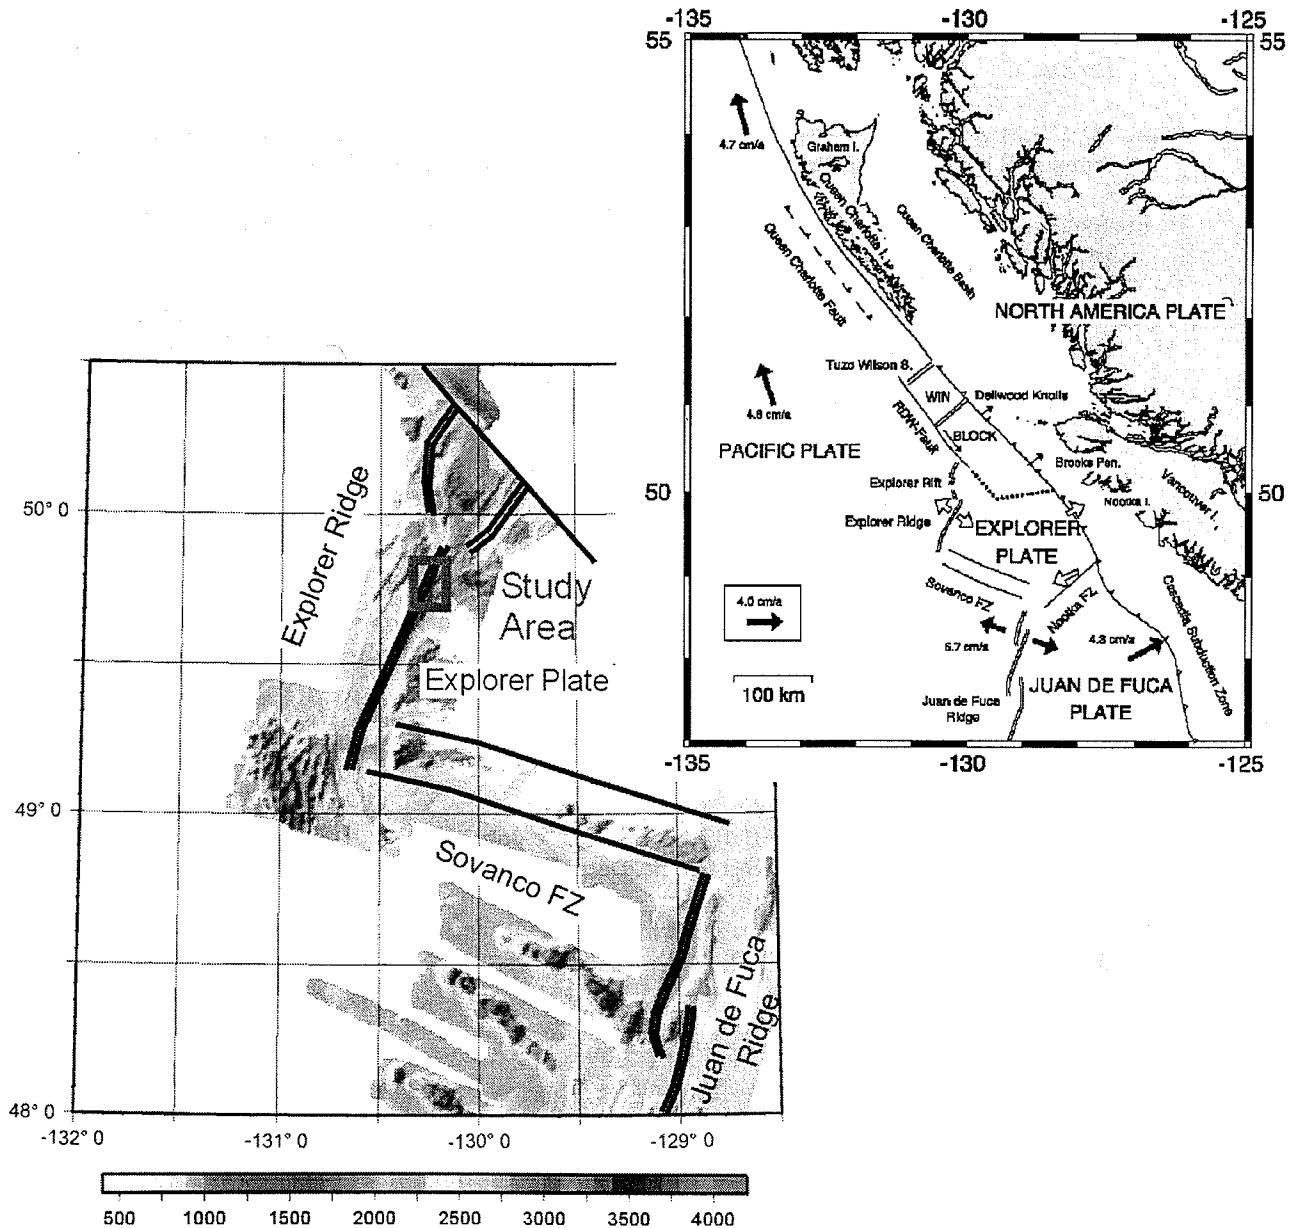 -135 -130 -125
55 55
4.7 cm/a
Graham I.
Queen Charlotte I.
Queen Charlotte Basin
Queen Charlotte Fault
NORTH AMERICA PLATE
Tuzo Wilson S.
WIN
Dellwood Knolls
4.6 cm/a
RDW-Fault
BLOCK
PACIFIC PLATE
Brooks Pen.
Vancouver I.
Explorer Rift
50
50
Nootka I.
Explorer Ridge
EXPLORER
PLATE
Sovanco FZ
Nootka FZ
Cascadia Subduction Zone
4.0 cm/a
5.7 cm/a
4.3 cm/a
100 km
Juan de Fuca
Ridge
JUAN DE FUCA
PLATE
-135 -130 -125
50° 0
Explorer Ridge
Study
Area
Explorer Plate
49° 0
Sovanco FZ
Juan de Fuca
Ridge
48° 0
-132° 0 -131° 0 -130° 0 -129° 0
500 1000 1500 2000 2500 3000 3500 4000